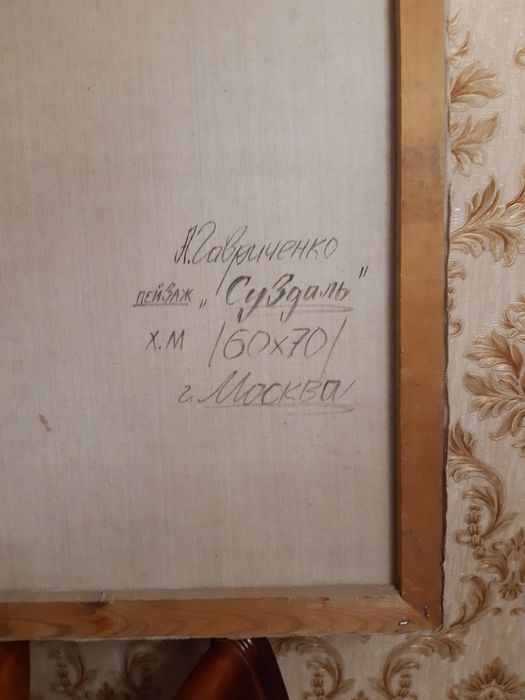 А. Гавриченко
пейзаж „Суздаль"
х.м /60х70/
г. Москва